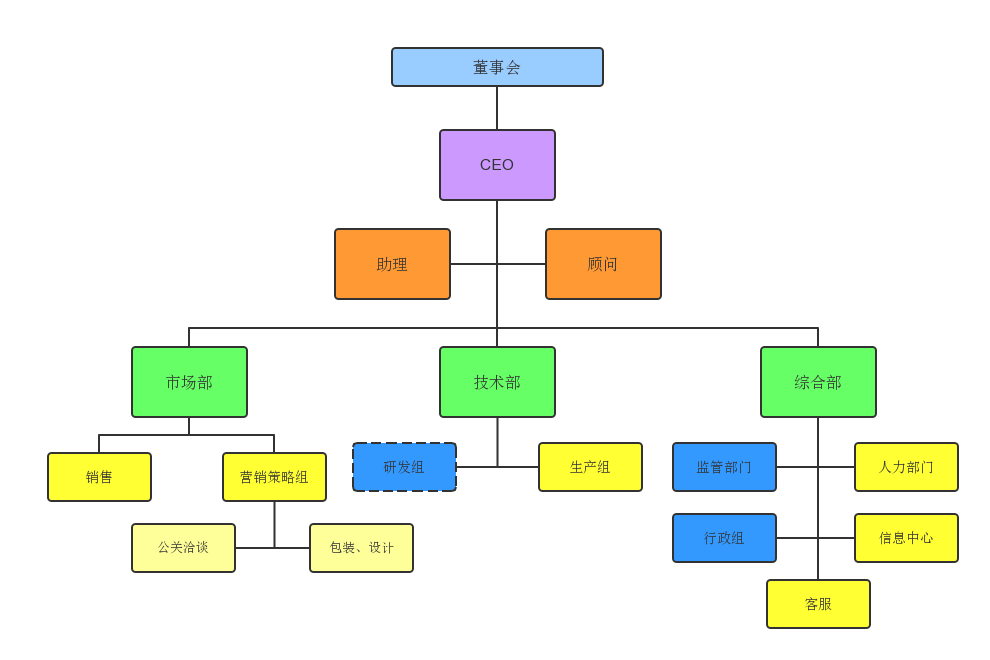 董事会
CEO
助理
顾问
市场部
技术部
综合部
销售
营销策略组
研发组
生产组
监管部门
人力部门
公关洽谈
包装、设计
行政组
信息中心
客服